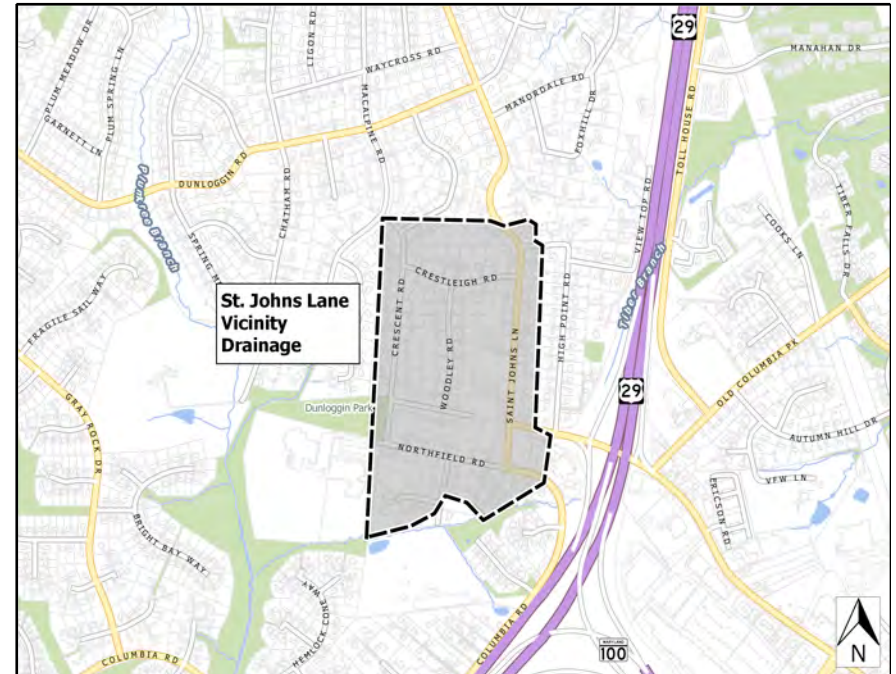 29
PLUM MEADOW DR
PLUM SPRING LN
GARNETT LN
LIGON RD
WAYCROSS RD
MACALPINE RD
MANORDALE RD
FOXHILL DR
MANAHAN DR
TOLL HOUSE RD
DUNLOGGIN RD
Plumtree Branch
CHATHAM RD
SPRING M
VIEW TOP RD
TIBER FALLS DR
COOKS LN
Tiber Branch
FRAGILE SAIL WAY
St. Johns Lane
Vicinity
Drainage
CRESTLEIGH RD
CRESCENT RD
WOODLEY RD
SAINT JOHNS LN
HIGH POINT RD
29
OLD COLUMBIA PK
GRAY ROCK DR
Dunloggin Park
NORTHFIELD RD
AUTUMN HILL DR
VFW LN
ERICSON RD
BRIGHT BAY WAY
HEMLOCK CONE WAY
COLUMBIA RD
COLUMBIA RD
MARYLAND
100
N